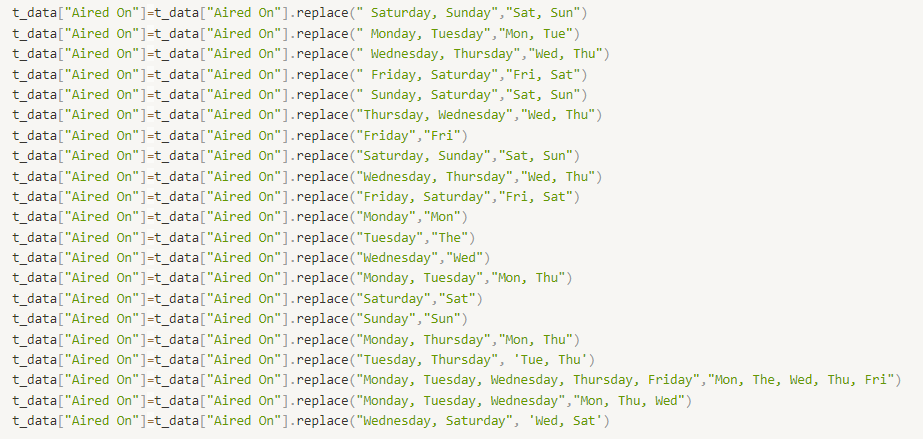 t_data["Aired On"]=t_data["Aired On"].replace(" Saturday, Sunday","Sat, Sun")
t_data["Aired On"]=t_data["Aired On"].replace(" Monday, Tuesday","Mon, Tue")
t_data["Aired On"]=t_data["Aired On"].replace(" Wednesday, Thursday","Wed, Thu")
t_data["Aired On"]=t_data["Aired On"].replace(" Friday, Saturday","Fri, Sat")
t_data["Aired On"]=t_data["Aired On"].replace(" Sunday, Saturday","Sat, Sun")
t_data["Aired On"]=t_data["Aired On"].replace("Thursday, Wednesday","Wed, Thu")
t_data["Aired On"]=t_data["Aired On"].replace("Friday","Fri")
t_data["Aired On"]=t_data["Aired On"].replace("Saturday, Sunday","Sat, Sun")
t_data["Aired On"]=t_data["Aired On"].replace("Wednesday, Thursday","Wed, Thu")
t_data["Aired On"]=t_data["Aired On"].replace("Friday, Saturday","Fri, Sat")
t_data["Aired On"]=t_data["Aired On"].replace("Monday","Mon")
t_data["Aired On"]=t_data["Aired On"].replace("Tuesday","The")
t_data["Aired On"]=t_data["Aired On"].replace("Wednesday","Wed")
t_data["Aired On"]=t_data["Aired On"].replace("Monday, Tuesday","Mon, Thu")
t_data["Aired On"]=t_data["Aired On"].replace("Saturday","Sat")
t_data["Aired On"]=t_data["Aired On"].replace("Sunday","Sun")
t_data["Aired On"]=t_data["Aired On"].replace("Monday, Thursday","Mon, Thu")
t_data["Aired On"]=t_data["Aired On"].replace("Tuesday, Thursday", 'Tue, Thu')
t_data["Aired On"]=t_data["Aired On"].replace("Monday, Tuesday, Wednesday, Thursday, Friday","Mon, The, Wed, Thu, Fri")
t_data["Aired On"]=t_data["Aired On"].replace("Monday, Tuesday, Wednesday","Mon, Thu, Wed")
t_data["Aired On"]=t_data["Aired On"].replace("Wednesday, Saturday", 'Wed, Sat')